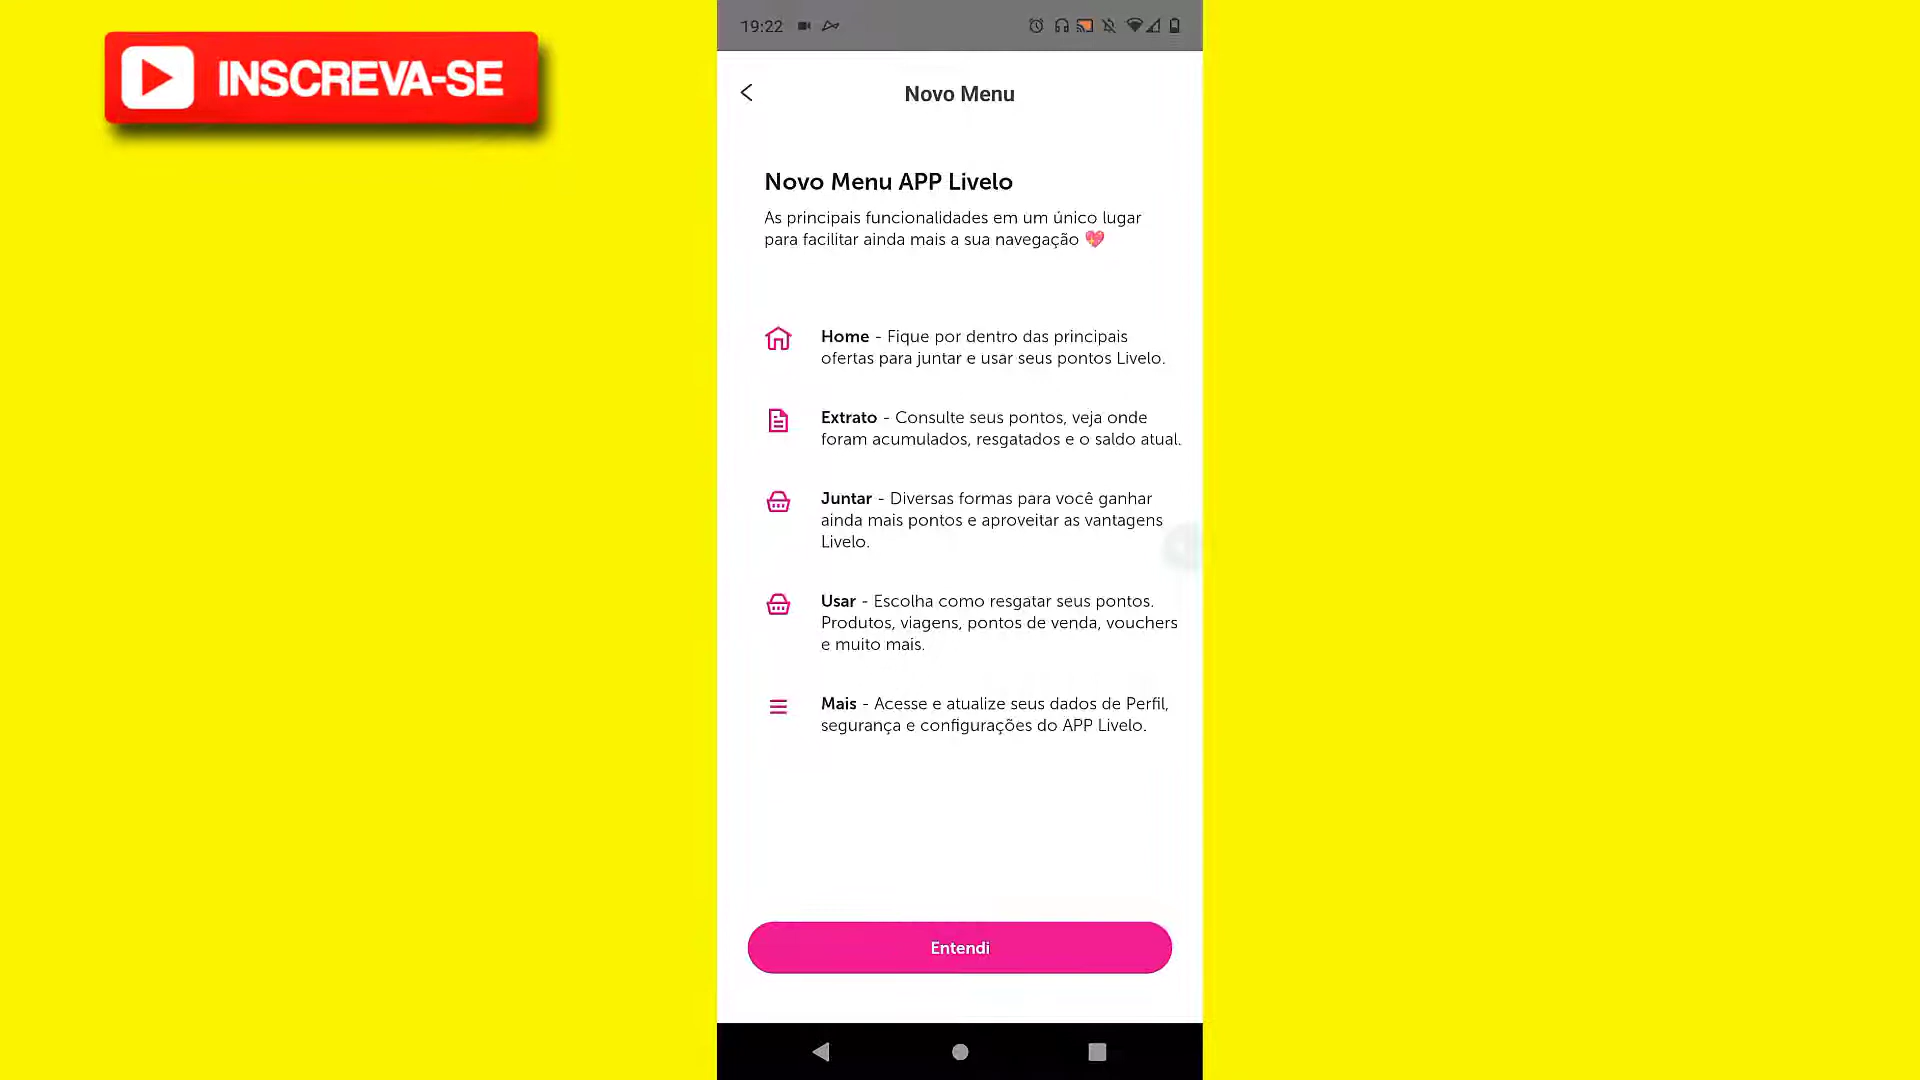 INSCREVA-SE
19:22
Novo Menu
Novo Menu APP Livelo
As principais funcionalidades em um único lugar
para facilitar ainda mais a sua navegação 💖
Home - Fique por dentro das principais
ofertas para juntar e usar seus pontos Livelo.
Extrato - Consulte seus pontos, veja onde
foram acumulados, resgatados e o saldo atual.
Juntar - Diversas formas para você ganhar
ainda mais pontos e aproveitar as vantagens
Livelo.
Usar - Escolha como resgatar seus pontos.
Produtos, viagens, pontos de venda, vouchers
e muito mais.
Mais - Acesse e atualize seus dados de Perfil,
segurança e configurações do APP Livelo.
Entendi